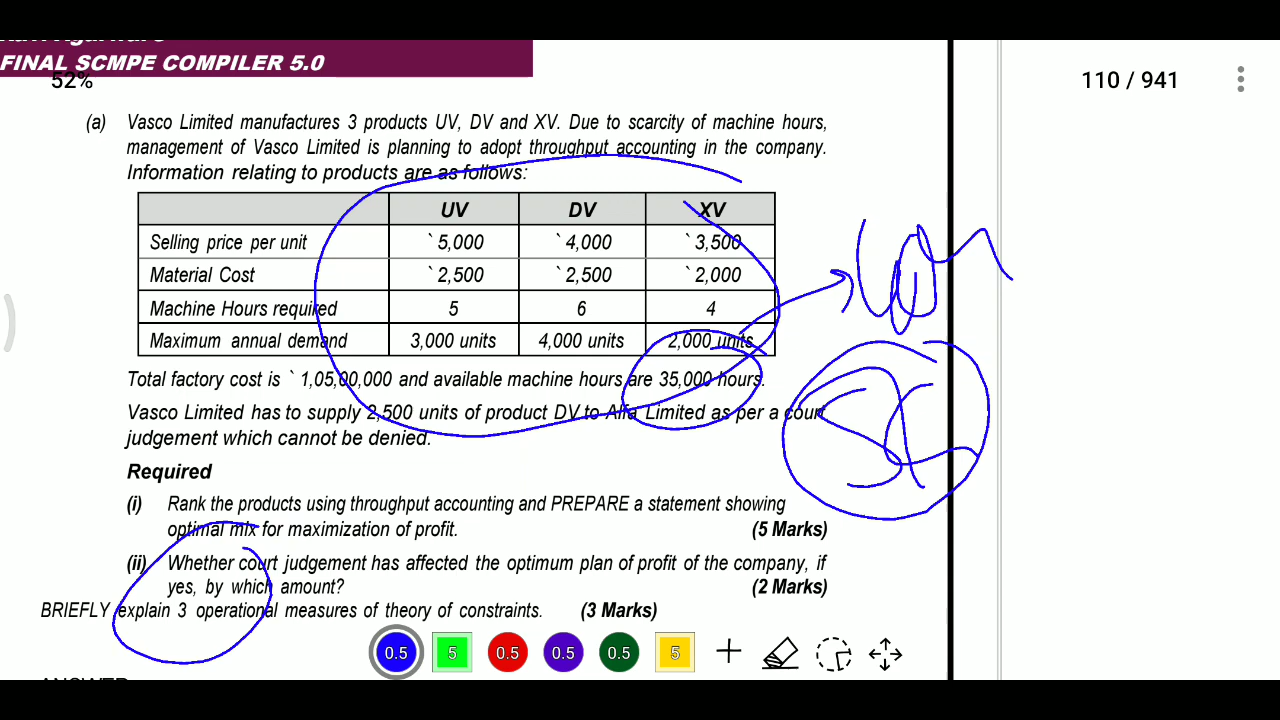 FINAL SCMPE COMPILER 5.0
52%
110 / 941
(a) Vasco Limited manufactures 3 products UV, DV and XV. Due to scarcity of machine hours,
management of Vasco Limited is planning to adopt throughput accounting in the company.
Information relating to products are as follows:
UV DV XV
Selling price per unit ` 5,000 ` 4,000 ` 3,500
Material Cost ` 2,500 ` 2,500 ` 2,000
Machine Hours required 5 6 4
Maximum annual demand 3,000 units 4,000 units 2,000 units
Total factory cost is ` 1,05,00,000 and available machine hours are 35,000 hours.
Vasco Limited has to supply 2,500 units of product DV to Alfa Limited as per a court
judgement which cannot be denied.
Required
(i) Rank the products using throughput accounting and PREPARE a statement showing
optimal mix for maximization of profit. (5 Marks)
(ii) Whether court judgement has affected the optimum plan of profit of the company, if
yes, by which amount? (2 Marks)
BRIEFLY explain 3 operational measures of theory of constraints. (3 Marks)
0.5 5 0.5 0.5 0.5 5